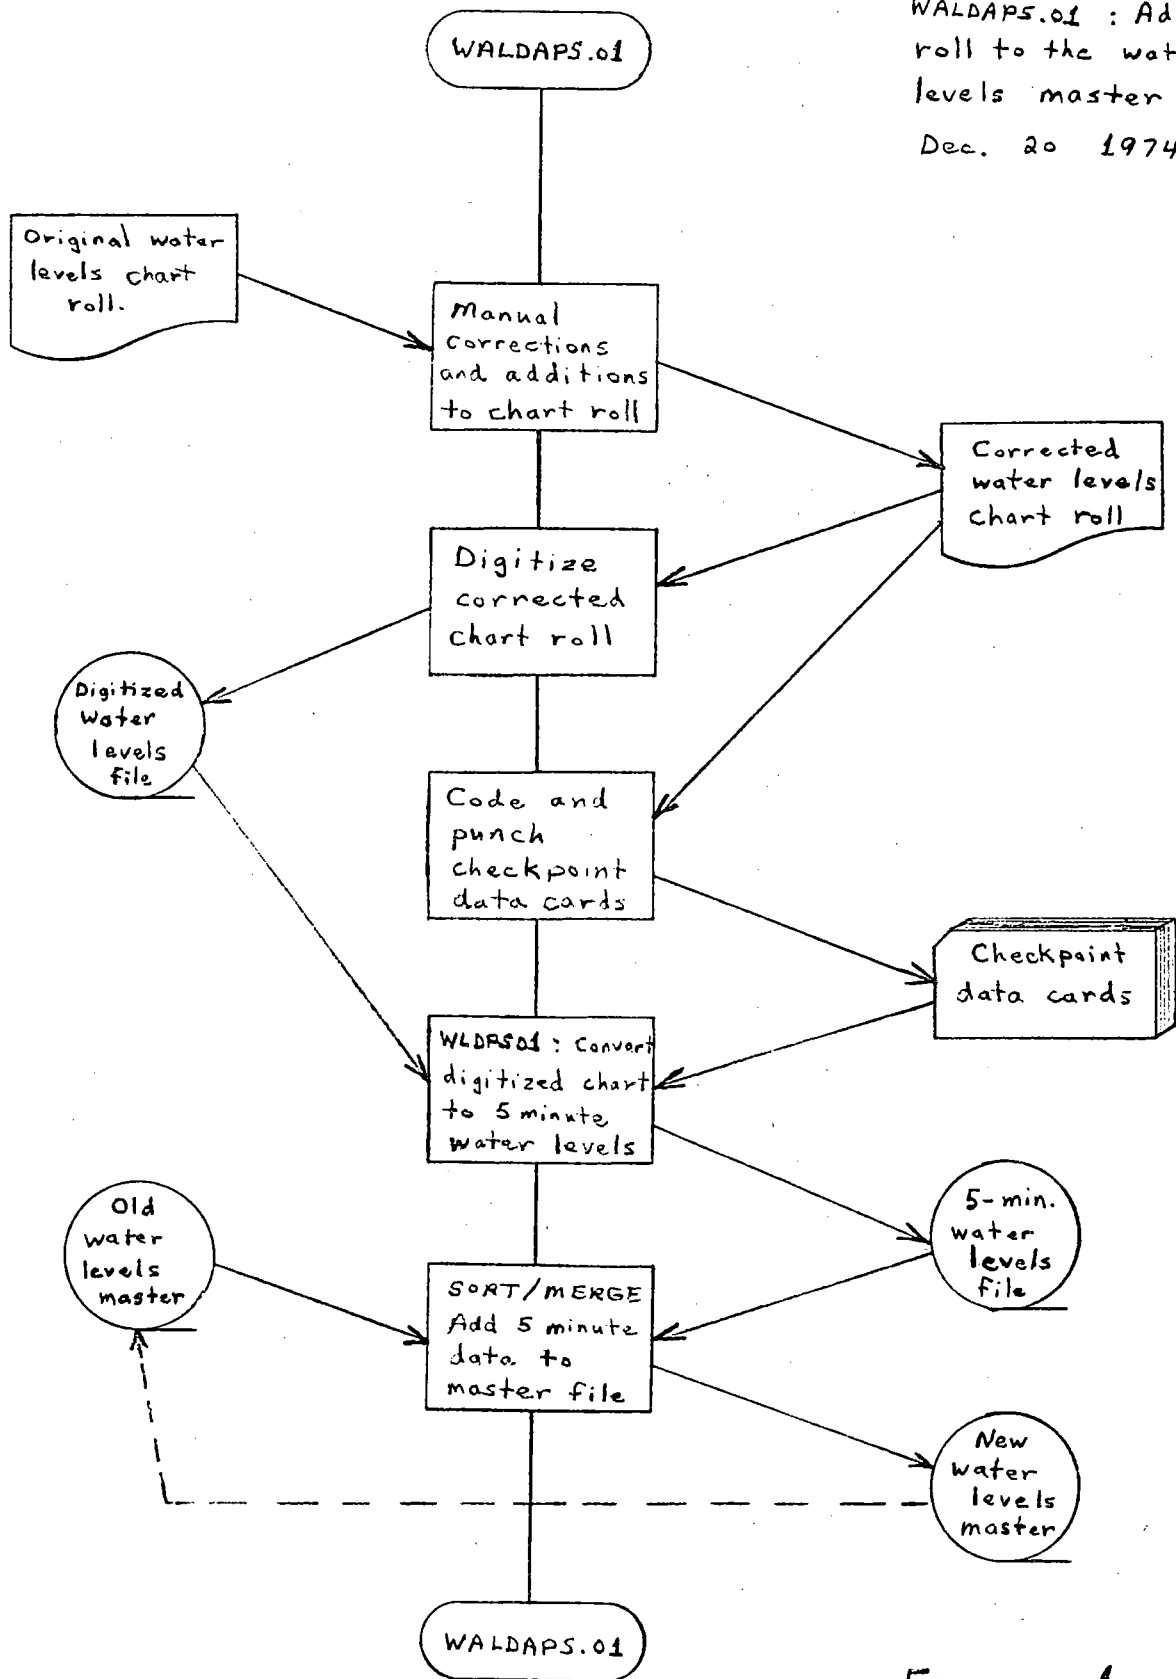 WALDAPS.01
WALDAPS.01 : Ad
roll to the wat
levels master
Dec. 20 1974
Original water
levels chart
roll.
Manual
corrections
and additions
to chart roll
Corrected
water levels
chart roll
Digitize
corrected
chart roll
Digitized
water
levels
file
Code and
punch
checkpoint
data cards
Checkpoint
data cards
WLDPS01 : Convert
digitized chart
to 5 minute
water levels
Old
water
levels
master
5-min.
water
levels
file
SORT/MERGE
Add 5 minute
data to
master file
New
water
levels
master
WALDAPS.01